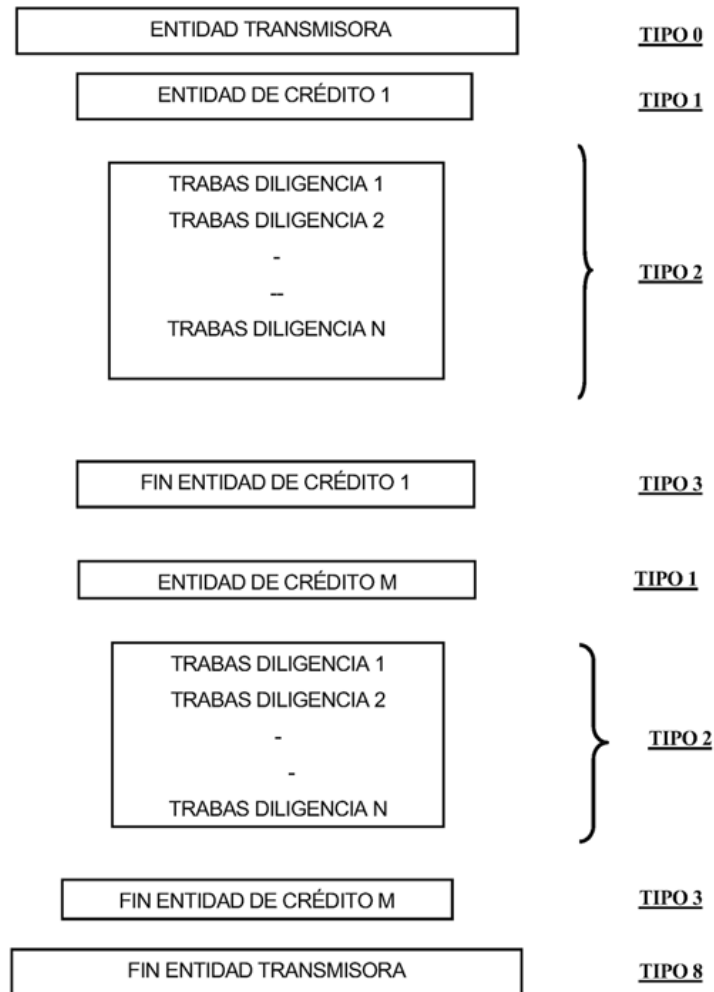 ENTIDAD TRANSMISORA TIPO 0
ENTIDAD DE CRÉDITO 1 TIPO 1
TRABAS DILIGENCIA 1
TRABAS DILIGENCIA 2
-
--
TIPO 2
TRABAS DILIGENCIA N
FIN ENTIDAD DE CRÉDITO 1 TIPO 3
ENTIDAD DE CRÉDITO M TIPO 1
TRABAS DILIGENCIA 1
TRABAS DILIGENCIA 2
-
TIPO 2
-
TRABAS DILIGENCIA N
FIN ENTIDAD DE CRÉDITO M TIPO 3
FIN ENTIDAD TRANSMISORA TIPO 8